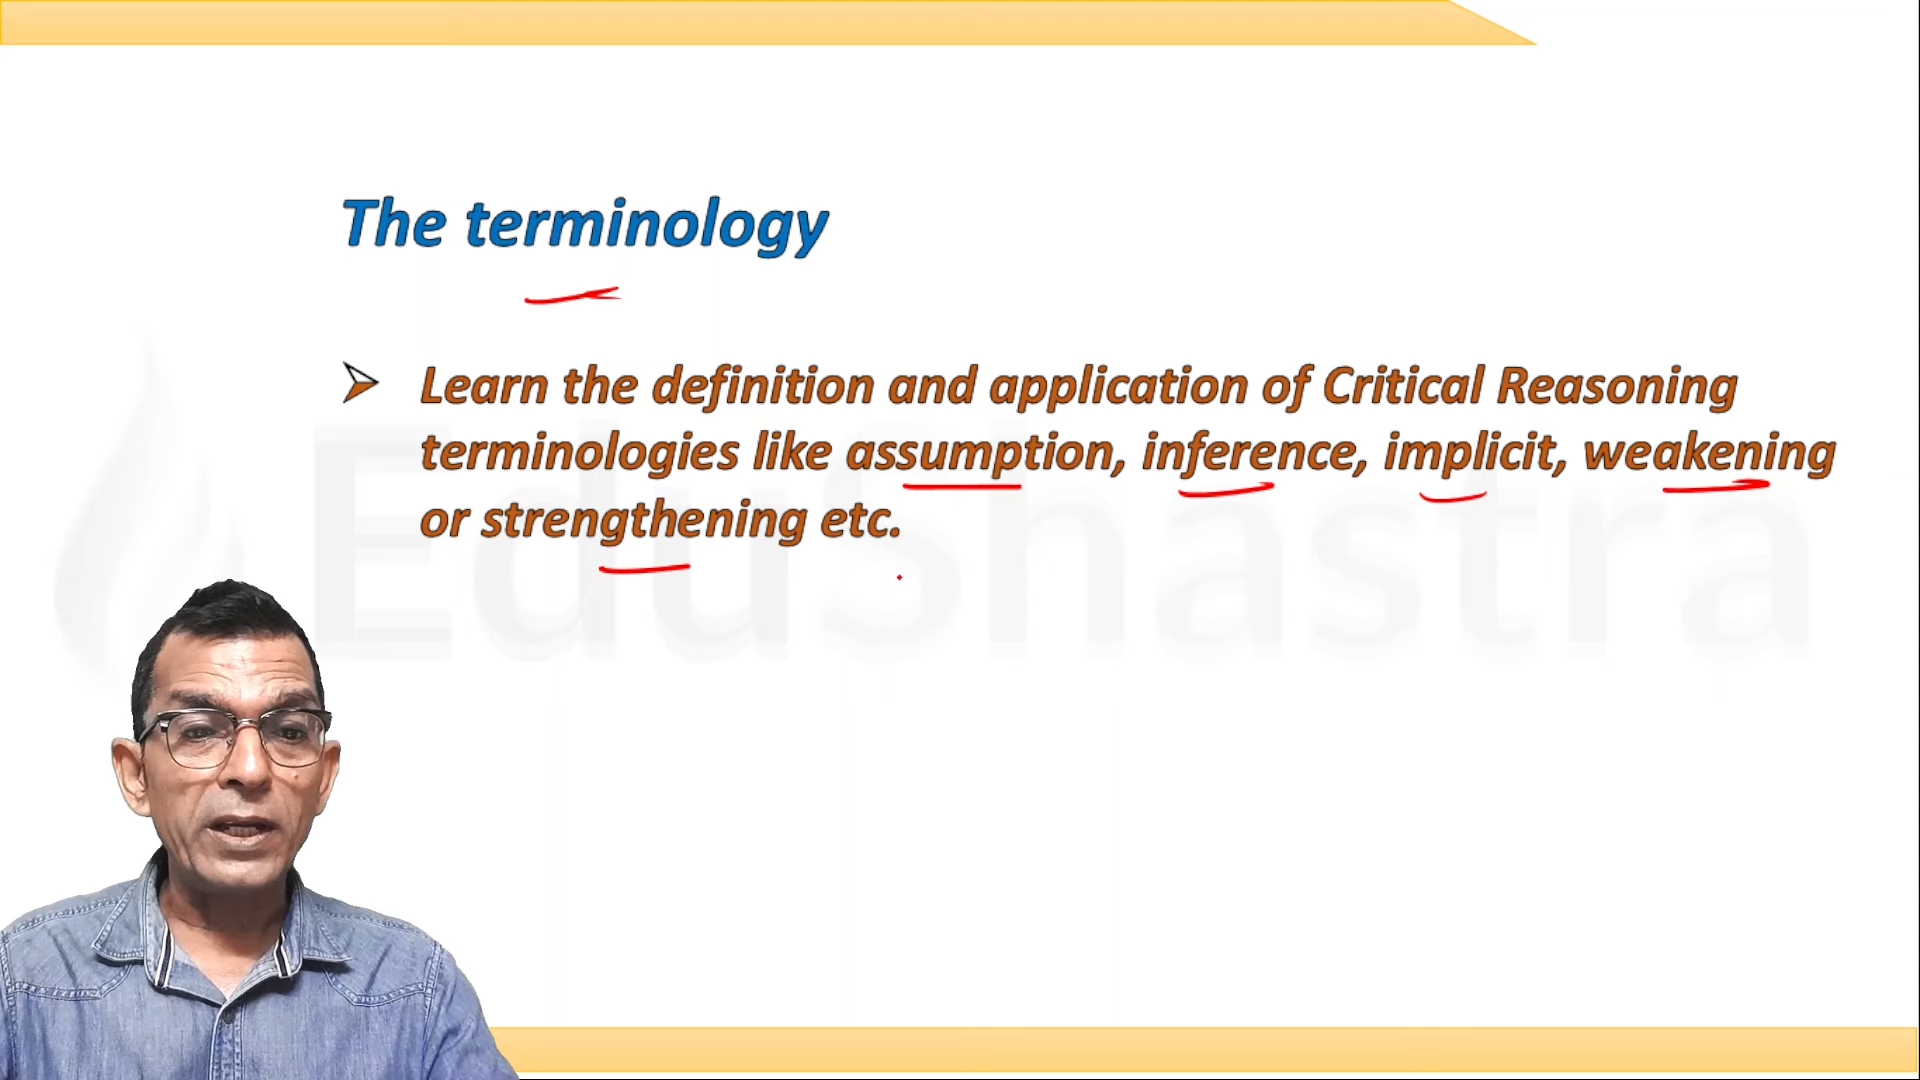 The terminology
Learn the definition and application of Critical Reasoning
terminologies like assumption, inference, implicit, weakening
or strengthening etc.
EduShastra